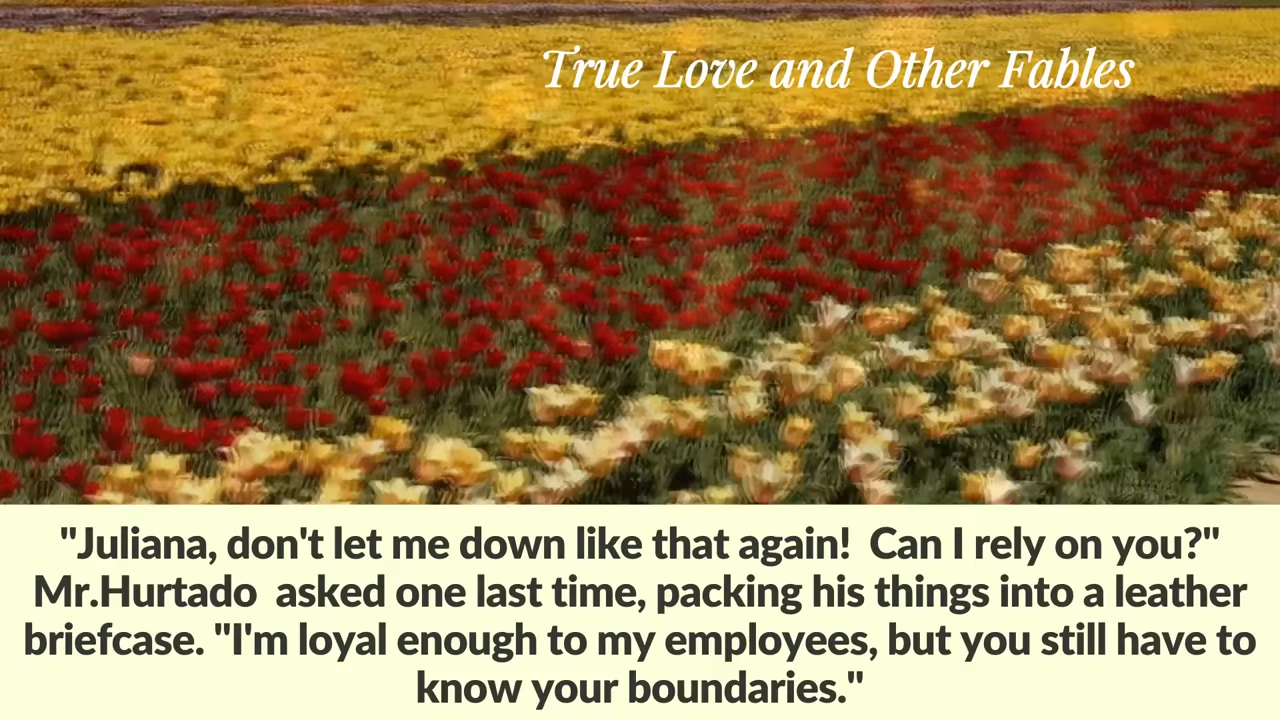 True Love and Other Fables
"Juliana, don't let me down like that again!  Can I rely on you?"
Mr.Hurtado  asked one last time, packing his things into a leather
briefcase. "I'm loyal enough to my employees, but you still have to
know your boundaries."